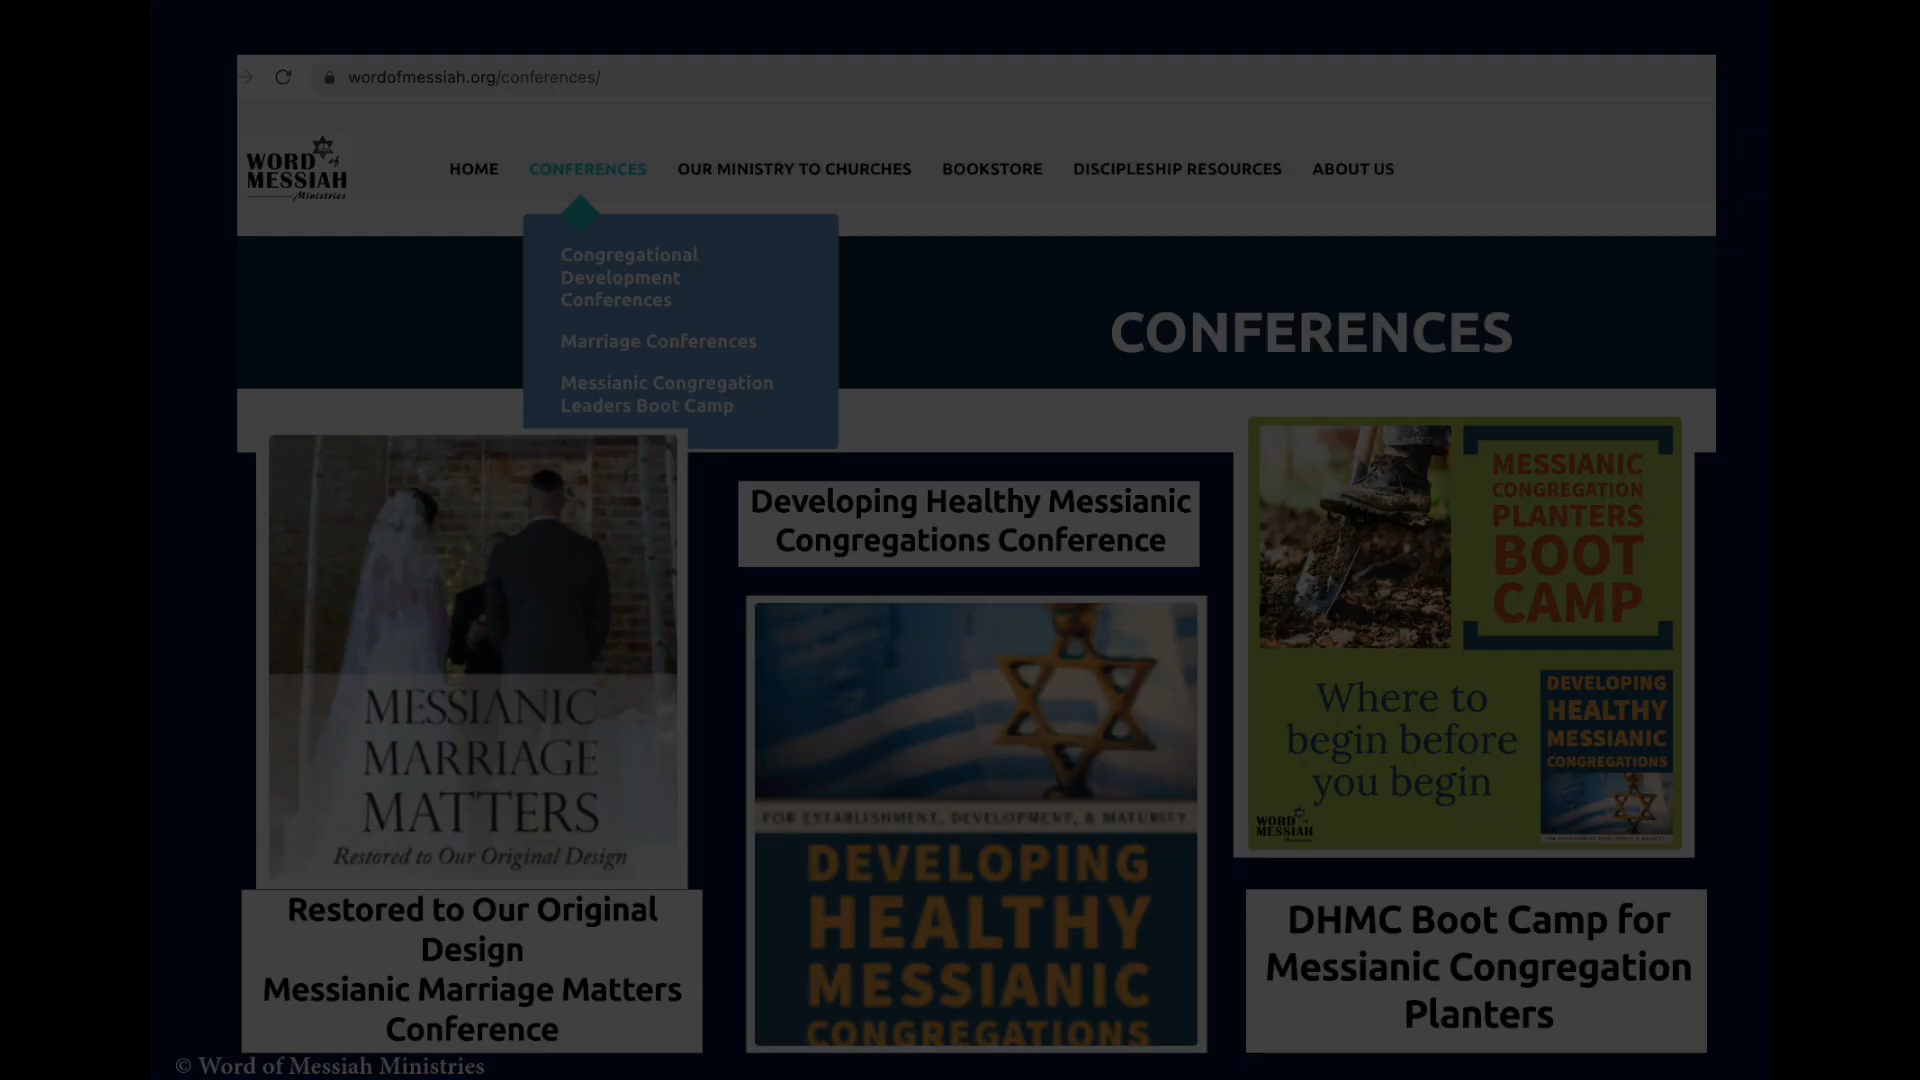 wordofmessiah.org/conferences/
WORD of
MESSIAH
Ministries
HOME CONFERENCES OUR MINISTRY TO CHURCHES BOOKSTORE DISCIPLESHIP RESOURCES ABOUT US
Congregational
Development
Conferences
Marriage Conferences
Messianic Congregation
Leaders Boot Camp
CONFERENCES
MESSIANIC
MARRIAGE
MATTERS
Restored to Our Original Design
Restored to Our Original
Design
Messianic Marriage Matters
Conference
Developing Healthy Messianic
Congregations Conference
FOR ESTABLISHMENT, DEVELOPMENT, & MATURITY
DEVELOPING
HEALTHY
MESSIANIC
CONGREGATIONS
MESSIANIC
CONGREGATION
PLANTERS
BOOT
CAMP
Where to
begin before
you begin
DEVELOPING
HEALTHY
MESSIANIC
CONGREGATIONS
WORD of
MESSIAH
DHMC Boot Camp for
Messianic Congregation
Planters
© Word of Messiah Ministries